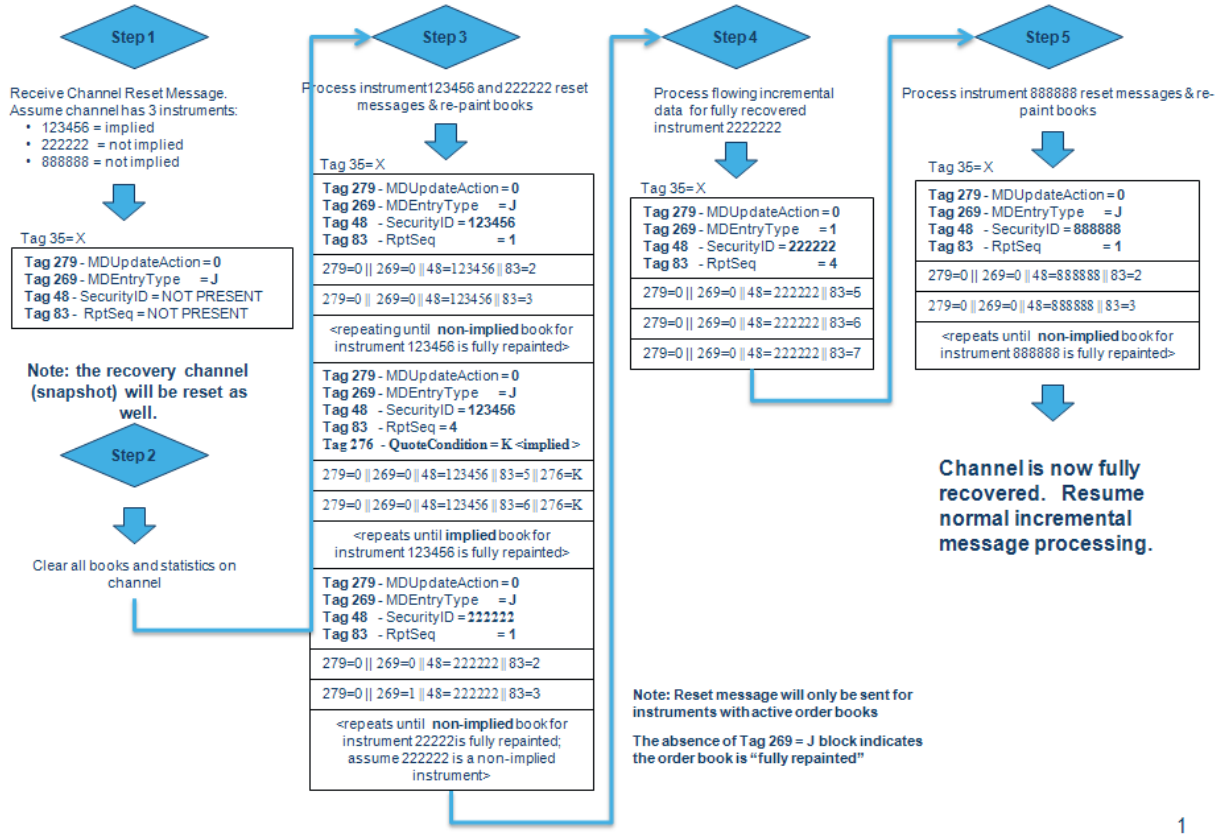 Step 1
Receive Channel Reset Message.
Assume channel has 3 instruments:
• 123456 = implied
• 222222 = not implied
• 888888 = not implied
Tag 35=X
Tag 279 - MDUpdateAction = 0
Tag 269 - MDEntryType = J
Tag 48 - SecurityID = NOT PRESENT
Tag 83 - RptSeq = NOT PRESENT
Note: the recovery channel
(snapshot) will be reset as
well.
Step 2
Clear all books and statistics on
channel
Step 3
Process instrument123456 and 222222 reset
messages & re-paint books
Tag 35=X
Tag 279 - MDUpdateAction = 0
Tag 269 - MDEntryType = J
Tag 48 - SecurityID = 123456
Tag 83 - RptSeq = 1
279=0 || 269=0 || 48=123456 || 83=2
279=0 || 269=0 || 48=123456 || 83=3
<repeating until non-implied book for
instrument 123456 is fully repainted>
Tag 279 - MDUpdateAction = 0
Tag 269 - MDEntryType = J
Tag 48 - SecurityID = 123456
Tag 83 - RptSeq = 4
Tag 276 - QuoteCondition = K <implied>
279=0 || 269=0 || 48=123456 || 83=5 || 276=K
279=0 || 269=0 || 48=123456 || 83=6 || 276=K
<repeats until implied book for
instrument 123456 is fully repainted>
Tag 279 - MDUpdateAction = 0
Tag 269 - MDEntryType = J
Tag 48 - SecurityID = 222222
Tag 83 - RptSeq = 1
279=0 || 269=0 || 48=222222 || 83=2
279=0 || 269=1 || 48=222222 || 83=3
<repeats until non-implied book for
instrument 22222 is fully repainted;
assume 222222 is a non-implied
instrument>
Step 4
Process flowing incremental
data for fully recovered
instrument 2222222
Tag 35=X
Tag 279 - MDUpdateAction = 0
Tag 269 - MDEntryType = 1
Tag 48 - SecurityID = 222222
Tag 83 - RptSeq = 4
279=0 || 269=0 || 48=222222 || 83=5
279=0 || 269=0 || 48=222222 || 83=6
279=0 || 269=0 || 48=222222 || 83=7
Note: Reset message will only be sent for
instruments with active order books
The absence of Tag 269 = J block indicates
the order book is “fully repainted”
Step 5
Process instrument 888888 reset messages & re-
paint books
Tag 35=X
Tag 279 - MDUpdateAction = 0
Tag 269 - MDEntryType = J
Tag 48 - SecurityID = 888888
Tag 83 - RptSeq = 1
279=0 || 269=0 || 48=888888 || 83=2
279=0 || 269=0 || 48=888888 || 83=3
<repeats until non-implied book for
instrument 888888 is fully repainted>
Channel is now fully
recovered. Resume
normal incremental
message processing.
1